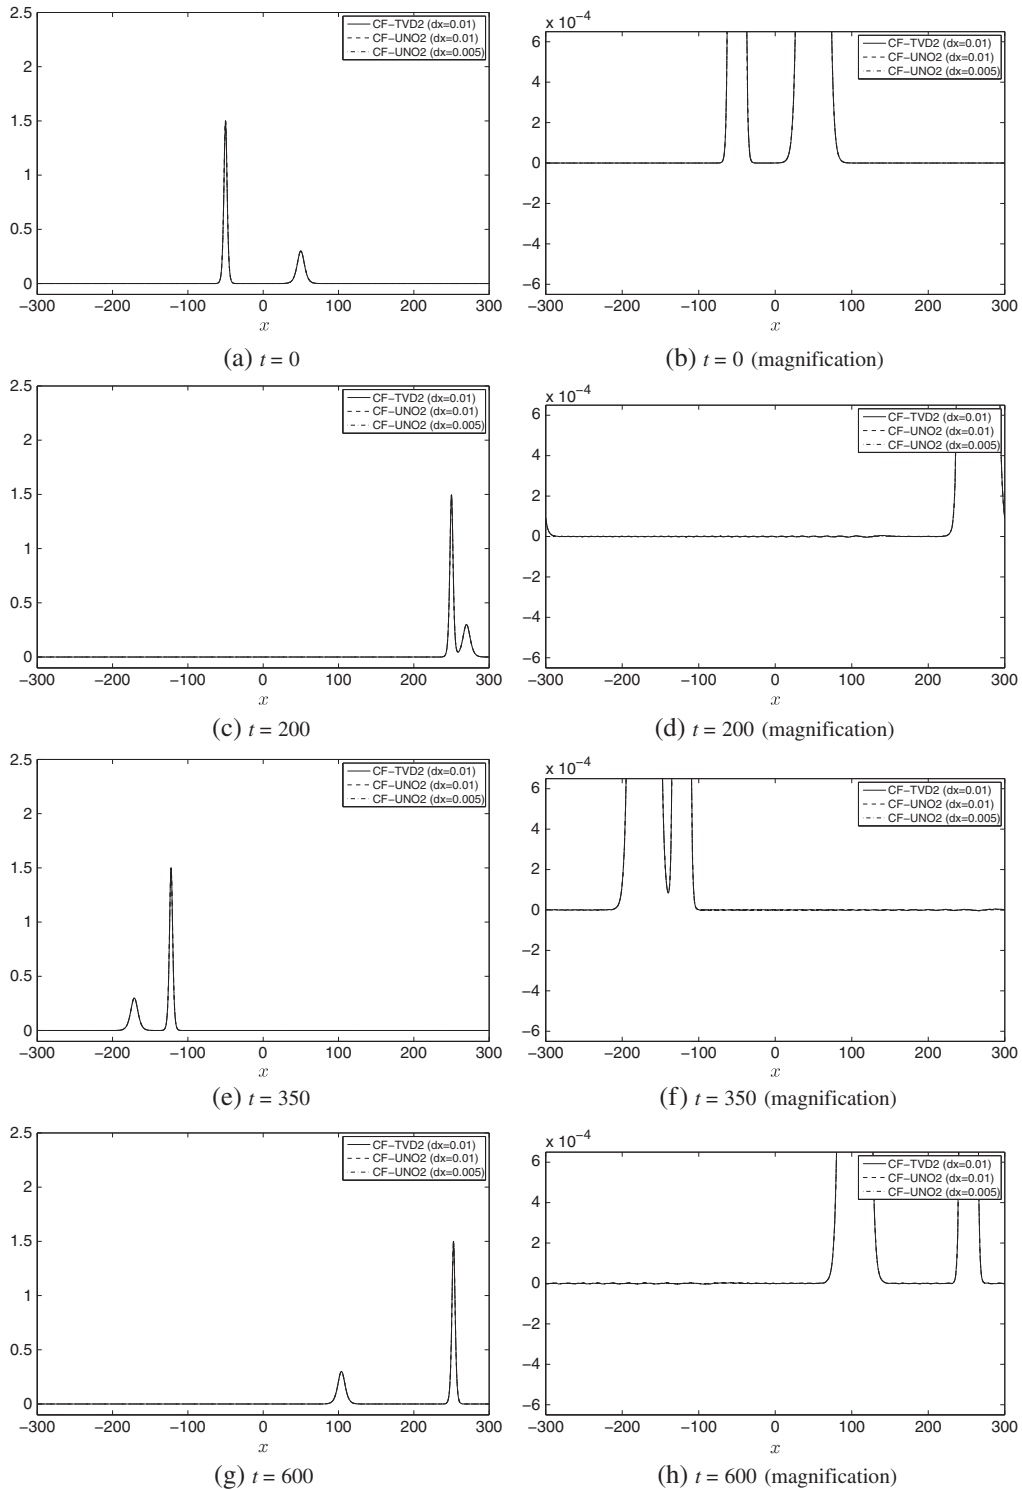 2.5
2
1.5
1
0.5
0
CF−TVD2 (dx=0.01)
CF−UNO2 (dx=0.01)
CF−UNO2 (dx=0.005)
−300 −200 −100 0 100 200 300
x
(a) t = 0
x 10−4
6
4
2
0
−2
−4
−6
CF−TVD2 (dx=0.01)
CF−UNO2 (dx=0.01)
CF−UNO2 (dx=0.005)
−300 −200 −100 0 100 200 300
x
(b) t = 0 (magnification)
2.5
2
1.5
1
0.5
0
CF−TVD2 (dx=0.01)
CF−UNO2 (dx=0.01)
CF−UNO2 (dx=0.005)
−300 −200 −100 0 100 200 300
x
(c) t = 200
x 10−4
6
4
2
0
−2
−4
−6
CF−TVD2 (dx=0.01)
CF−UNO2 (dx=0.01)
CF−UNO2 (dx=0.005)
−300 −200 −100 0 100 200 300
x
(d) t = 200 (magnification)
2.5
2
1.5
1
0.5
0
CF−TVD2 (dx=0.01)
CF−UNO2 (dx=0.01)
CF−UNO2 (dx=0.005)
−300 −200 −100 0 100 200 300
x
(e) t = 350
x 10−4
6
4
2
0
−2
−4
−6
CF−TVD2 (dx=0.01)
CF−UNO2 (dx=0.01)
CF−UNO2 (dx=0.005)
−300 −200 −100 0 100 200 300
x
(f) t = 350 (magnification)
2.5
2
1.5
1
0.5
0
CF−TVD2 (dx=0.01)
CF−UNO2 (dx=0.01)
CF−UNO2 (dx=0.005)
−300 −200 −100 0 100 200 300
x
(g) t = 600
x 10−4
6
4
2
0
−2
−4
−6
CF−TVD2 (dx=0.01)
CF−UNO2 (dx=0.01)
CF−UNO2 (dx=0.005)
−300 −200 −100 0 100 200 300
x
(h) t = 600 (magnification)